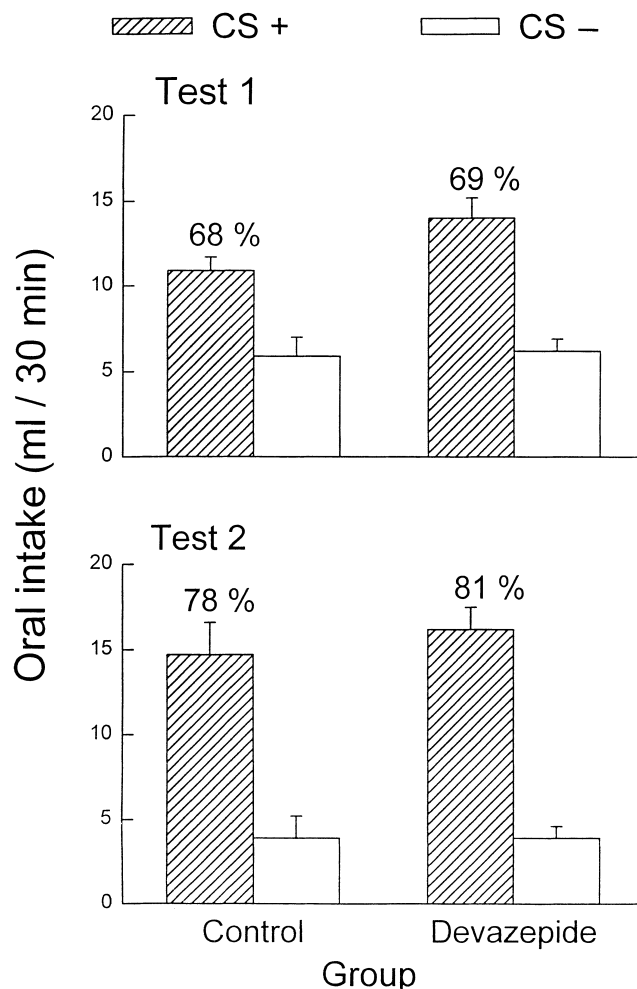 CS + CS –
Test 1
20
15
10
5
0
68 %
69 %
Oral intake (ml / 30 min)
Test 2
20
15
10
5
0
78 %
81 %
Control Devazepide
Group